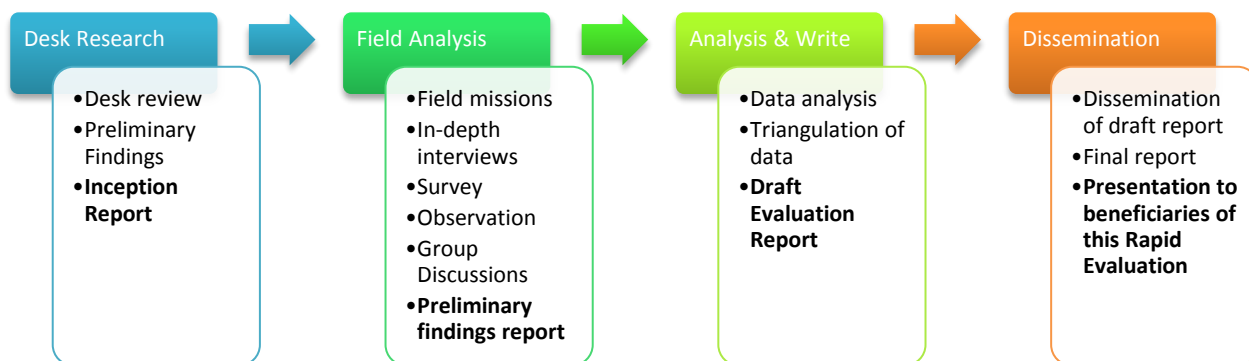 Desk Research
•Desk review
•Preliminary
Findings
•Inception
Report
Field Analysis
•Field missions
•In-depth
interviews
•Survey
•Observation
•Group
Discussions
•Preliminary
findings report
Analysis & Write
•Data analysis
•Triangulation of
data
•Draft
Evaluation
Report
Dissemination
•Dissemination
of draft report
•Final report
•Presentation to
beneficiaries of
this Rapid
Evaluation